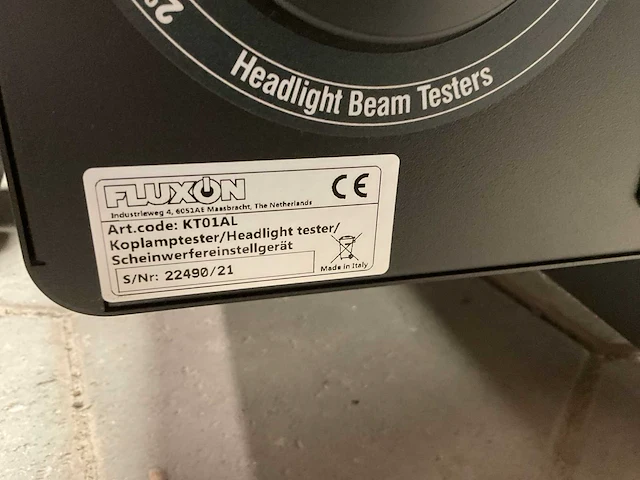 Headlight Beam Testers
FLUXON
CE
Industrieweg 4, 6051AE Maasbracht, The Netherlands
Art.code: KT01AL
Koplamptester/Headlight tester/
Scheinwerfereinstellgerät
S/Nr: 22490/21
Made in Italy